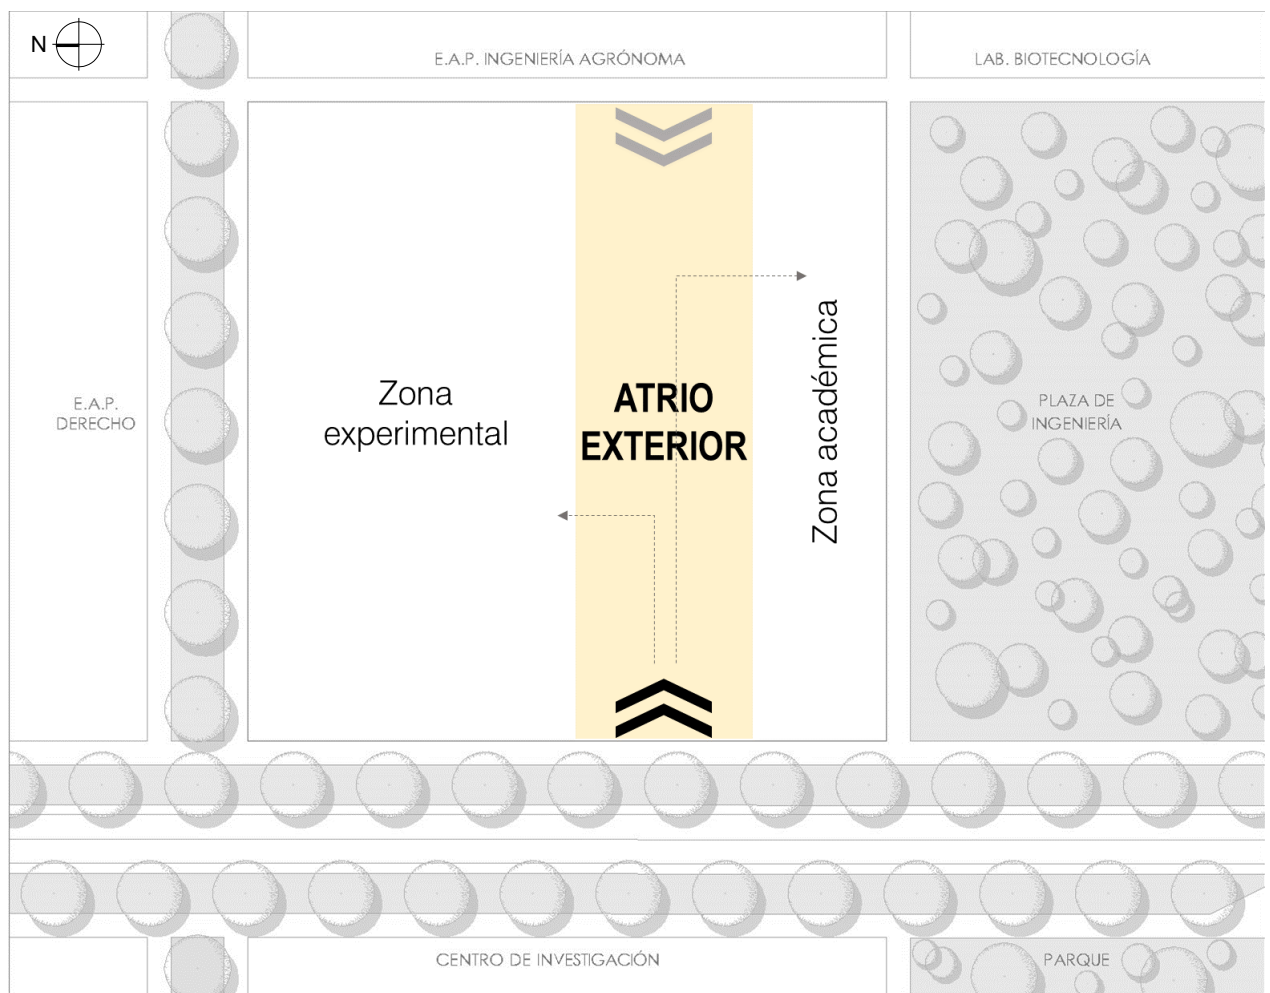 N
E.A.P. INGENIERÍA AGRÓNOMA
LAB. BIOTECNOLOGÍA
E.A.P.
DERECHO
Zona
experimental
ATRIO
EXTERIOR
Zona académica
PLAZA DE
INGENIERÍA
CENTRO DE INVESTIGACIÓN
PARQUE